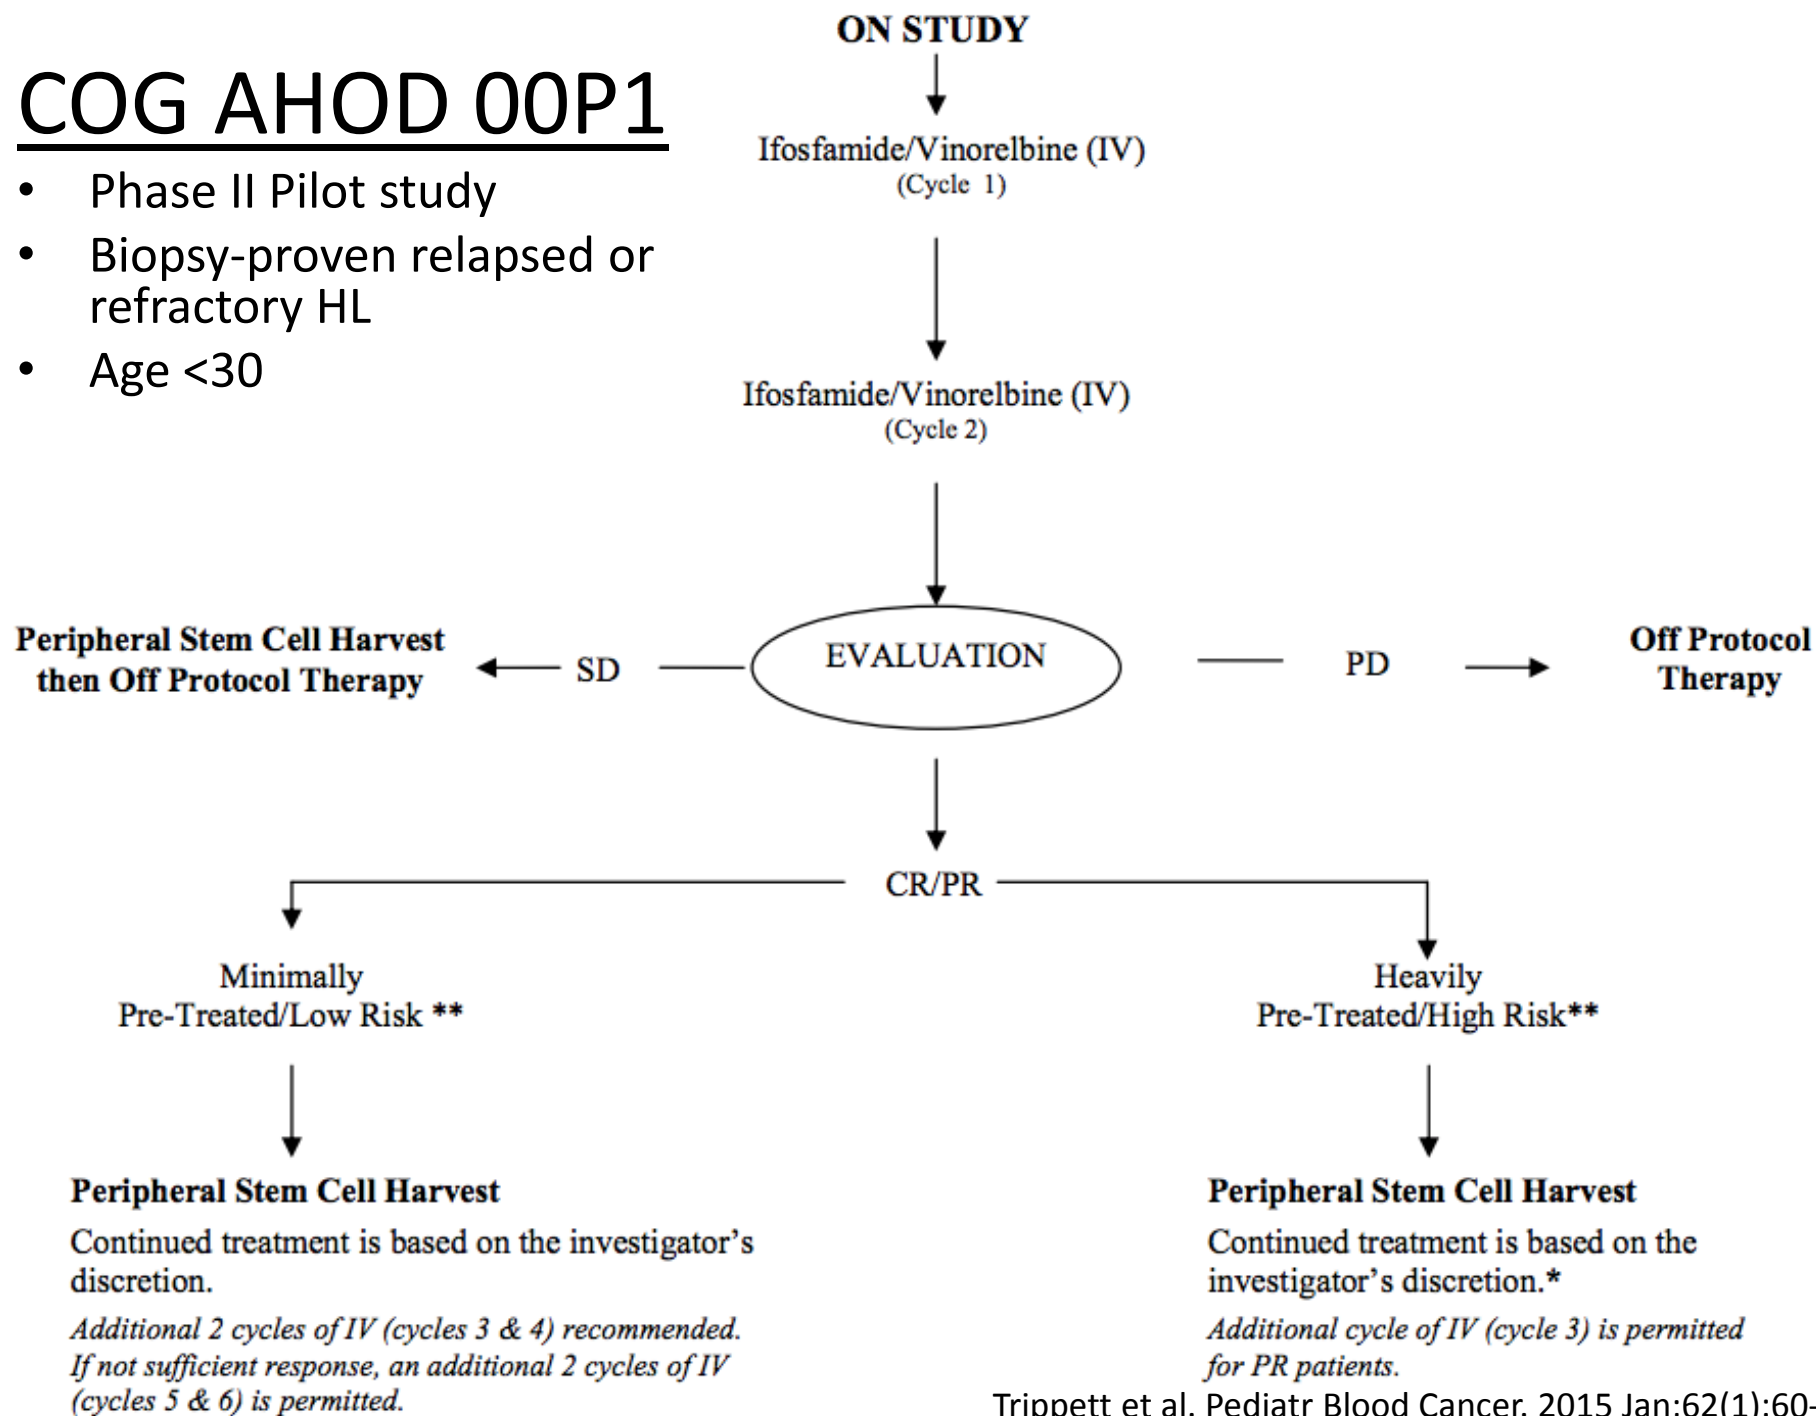 ON STUDY
COG AHOD 00P1
• Phase II Pilot study
• Biopsy-proven relapsed or
refractory HL
• Age <30
Ifosfamide/Vinorelbine (IV)
(Cycle 1)
Ifosfamide/Vinorelbine (IV)
(Cycle 2)
Peripheral Stem Cell Harvest
then Off Protocol Therapy
SD
EVALUATION
PD
Off Protocol
Therapy
CR/PR
Minimally
Pre-Treated/Low Risk **
Heavily
Pre-Treated/High Risk**
Peripheral Stem Cell Harvest
Continued treatment is based on the investigator's
discretion.
Additional 2 cycles of IV (cycles 3 & 4) recommended.
If not sufficient response, an additional 2 cycles of IV
(cycles 5 & 6) is permitted.
Peripheral Stem Cell Harvest
Continued treatment is based on the
investigator's discretion.*
Additional cycle of IV (cycle 3) is permitted
for PR patients.
Trippett et al. Pediatr Blood Cancer. 2015 Jan;62(1):60-